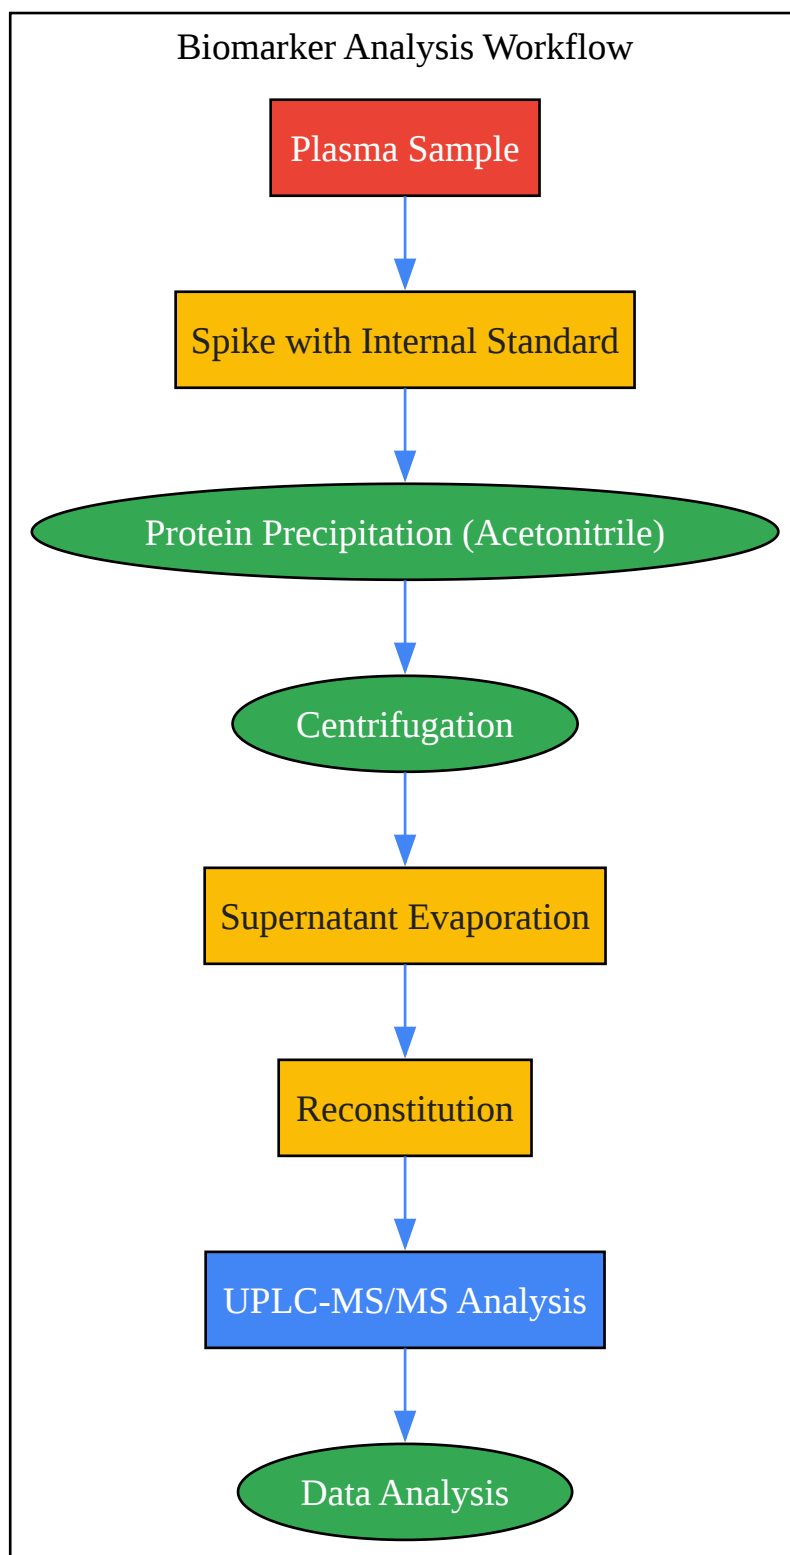 Biomarker Analysis Workflow
Plasma Sample
Spike with Internal Standard
Protein Precipitation (Acetonitrile)
Centrifugation
Supernatant Evaporation
Reconstitution
UPLC-MS/MS Analysis
Data Analysis